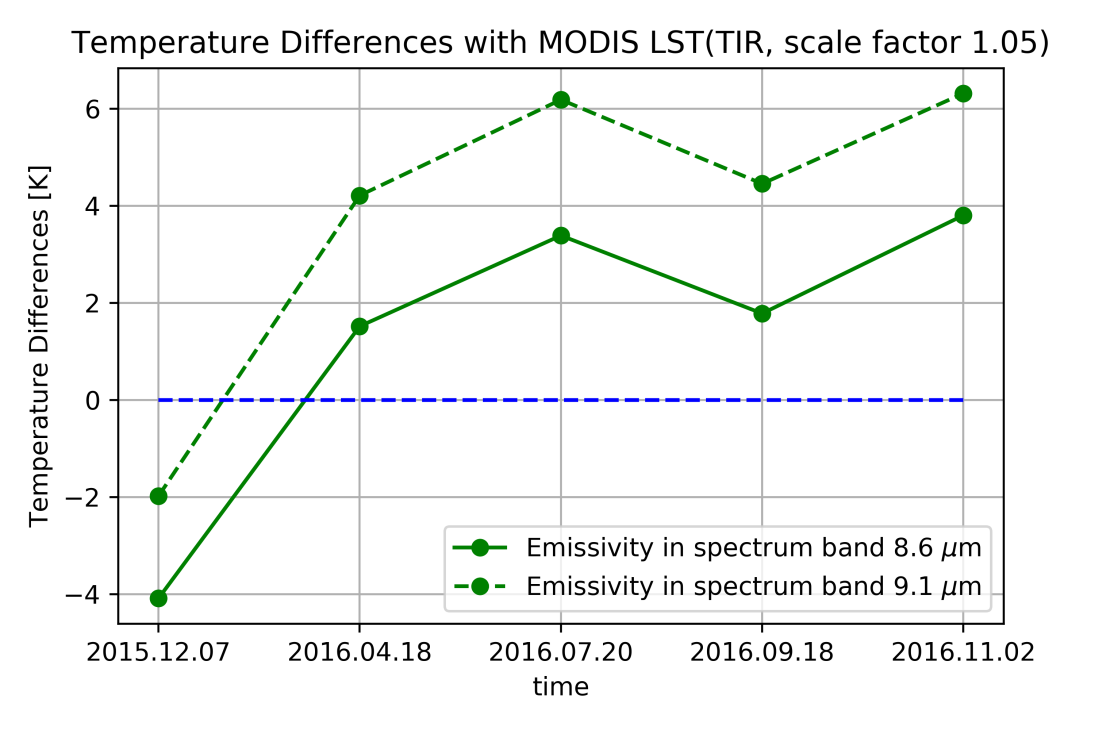 Temperature Differences with MODIS LST(TIR, scale factor 1.05)
Temperature Differences [K]
6
4
2
0
−2
−4
Emissivity in spectrum band 8.6 μm
Emissivity in spectrum band 9.1 μm
2015.12.07 2016.04.18 2016.07.20 2016.09.18 2016.11.02
time